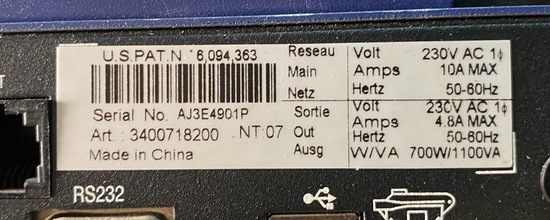 U.S.PAT.N 6,094,363
Serial No. AJ3E4901P
Art.: 3400718200 .NT:07
Made in China
Reseau Volt 230V AC 1ϕ
Main Amps 10A MAX
Netz Hertz 50-60Hz
Sortie Volt 230V AC 1ϕ
Out Amps 4.8A MAX
Hertz 50-60Hz
Ausg W/VA 700W/1100VA
RS232